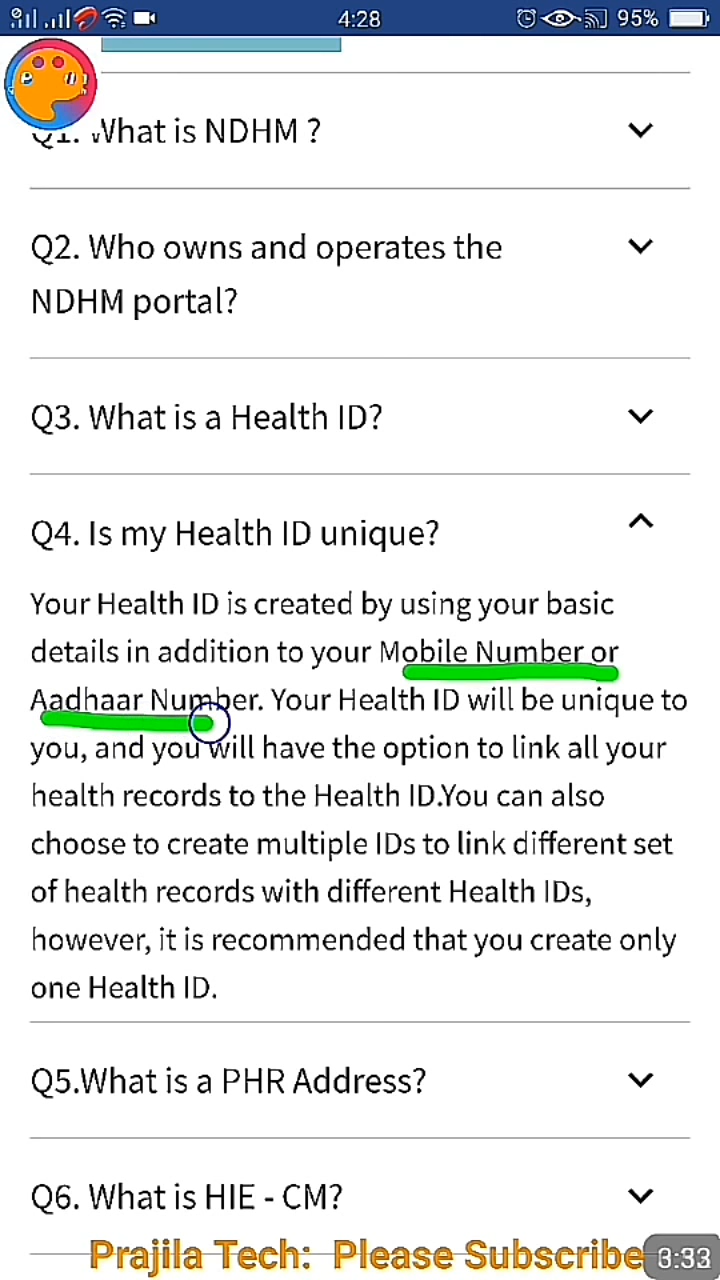 4:28
95%
Q1. What is NDHM ?
Q2. Who owns and operates the
NDHM portal?
Q3. What is a Health ID?
Q4. Is my Health ID unique?
Your Health ID is created by using your basic
details in addition to your Mobile Number or
Aadhaar Number. Your Health ID will be unique to
you, and you will have the option to link all your
health records to the Health ID.You can also
choose to create multiple IDs to link different set
of health records with different Health IDs,
however, it is recommended that you create only
one Health ID.
Q5.What is a PHR Address?
Q6. What is HIE - CM?
Prajila Tech: Please Subscribe